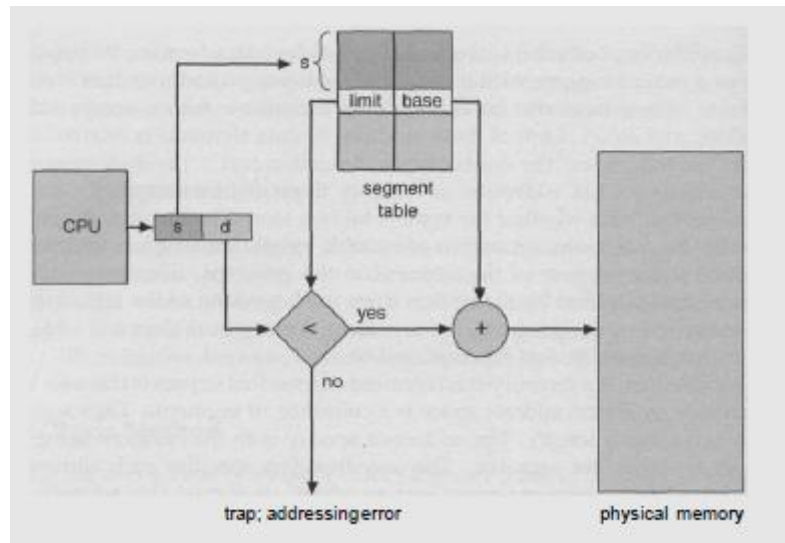 s
limit base
segment
table
CPU
s d
<
yes
+
no
trap; addressingerror
physical memory